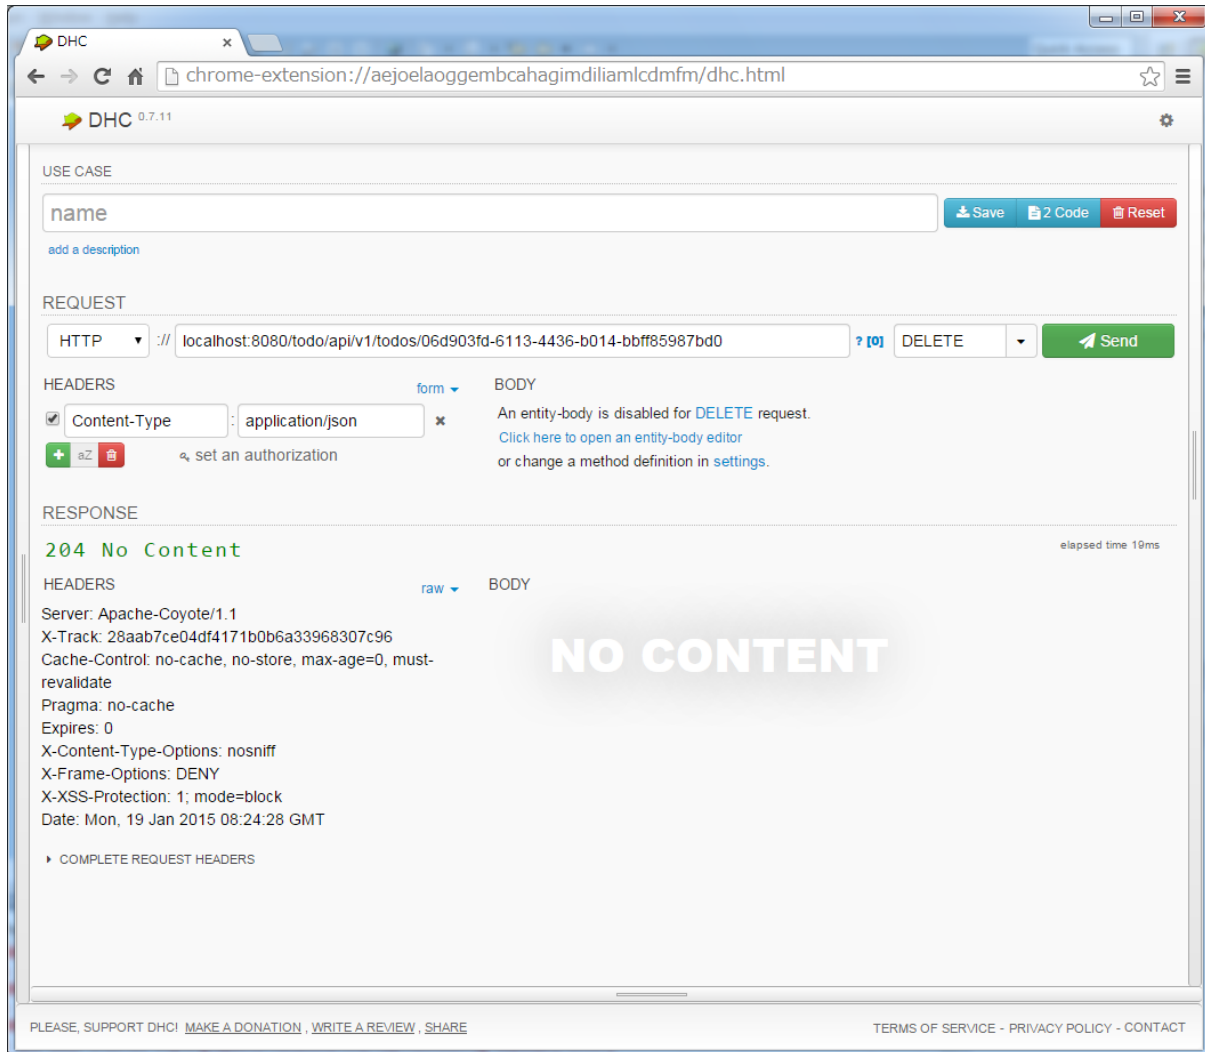 DHC
chrome-extension://aejoelaoggembcahagimdiliamlcdmfm/dhc.html
DHC 0.7.11
USE CASE
name
Save 2 Code Reset
add a description
REQUEST
HTTP :// localhost:8080/todo/api/v1/todos/06d903fd-6113-4436-b014-bbff85987bd0 ? [0] DELETE Send
HEADERS form
Content-Type : application/json
aZ set an authorization
BODY
An entity-body is disabled for DELETE request.
Click here to open an entity-body editor
or change a method definition in settings.
RESPONSE
204 No Content elapsed time 19ms
HEADERS raw
Server: Apache-Coyote/1.1
X-Track: 28aab7ce04df4171b0b6a33968307c96
Cache-Control: no-cache, no-store, max-age=0, must-
revalidate
Pragma: no-cache
Expires: 0
X-Content-Type-Options: nosniff
X-Frame-Options: DENY
X-XSS-Protection: 1; mode=block
Date: Mon, 19 Jan 2015 08:24:28 GMT
BODY
NO CONTENT
COMPLETE REQUEST HEADERS
PLEASE, SUPPORT DHC! MAKE A DONATION , WRITE A REVIEW , SHARE TERMS OF SERVICE - PRIVACY POLICY - CONTACT